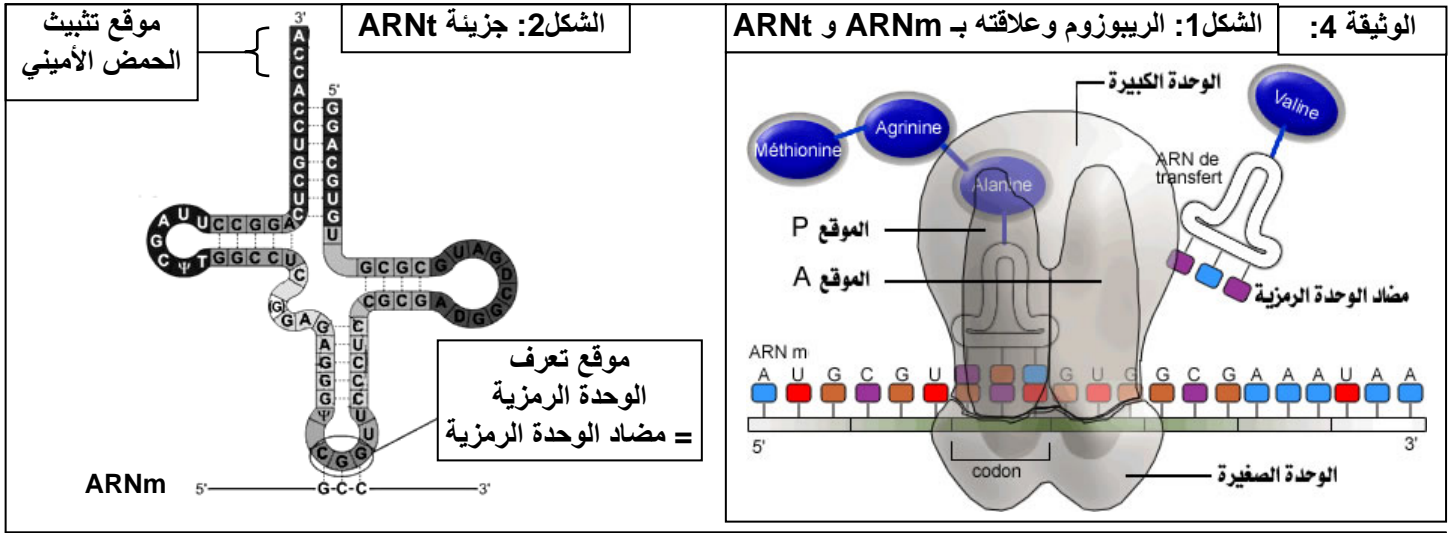 الوثيقة 4:
الشكل1: الريبوزوم وعلاقته بـ ARNm و ARNt
الوحدة الكبيرة
Valine
Agrinine
Méthionine
Alanine
ARN de
transfert
الموقع P
الموقع A
مضاد الوحدة الرمزية
ARN m
A U G C G U G U G G C G A A A U A A
5'
3'
codon
الوحدة الصغيرة
الشكل2: جزيئة ARNt
موقع تثبيث
الحمض الأميني
3'
A C C A C C U G C U C
5'
G G A C G U G U
A U U C C G G A
G C Ψ T G G C C U C
G C G C G U A G D C
C G C G A D G G
G G A G
G A G G G Ψ
C U C C C U
C G G
موقع تعرف
الوحدة الرمزية
= مضاد الوحدة الرمزية
ARNm
5'
G-C-C
3'